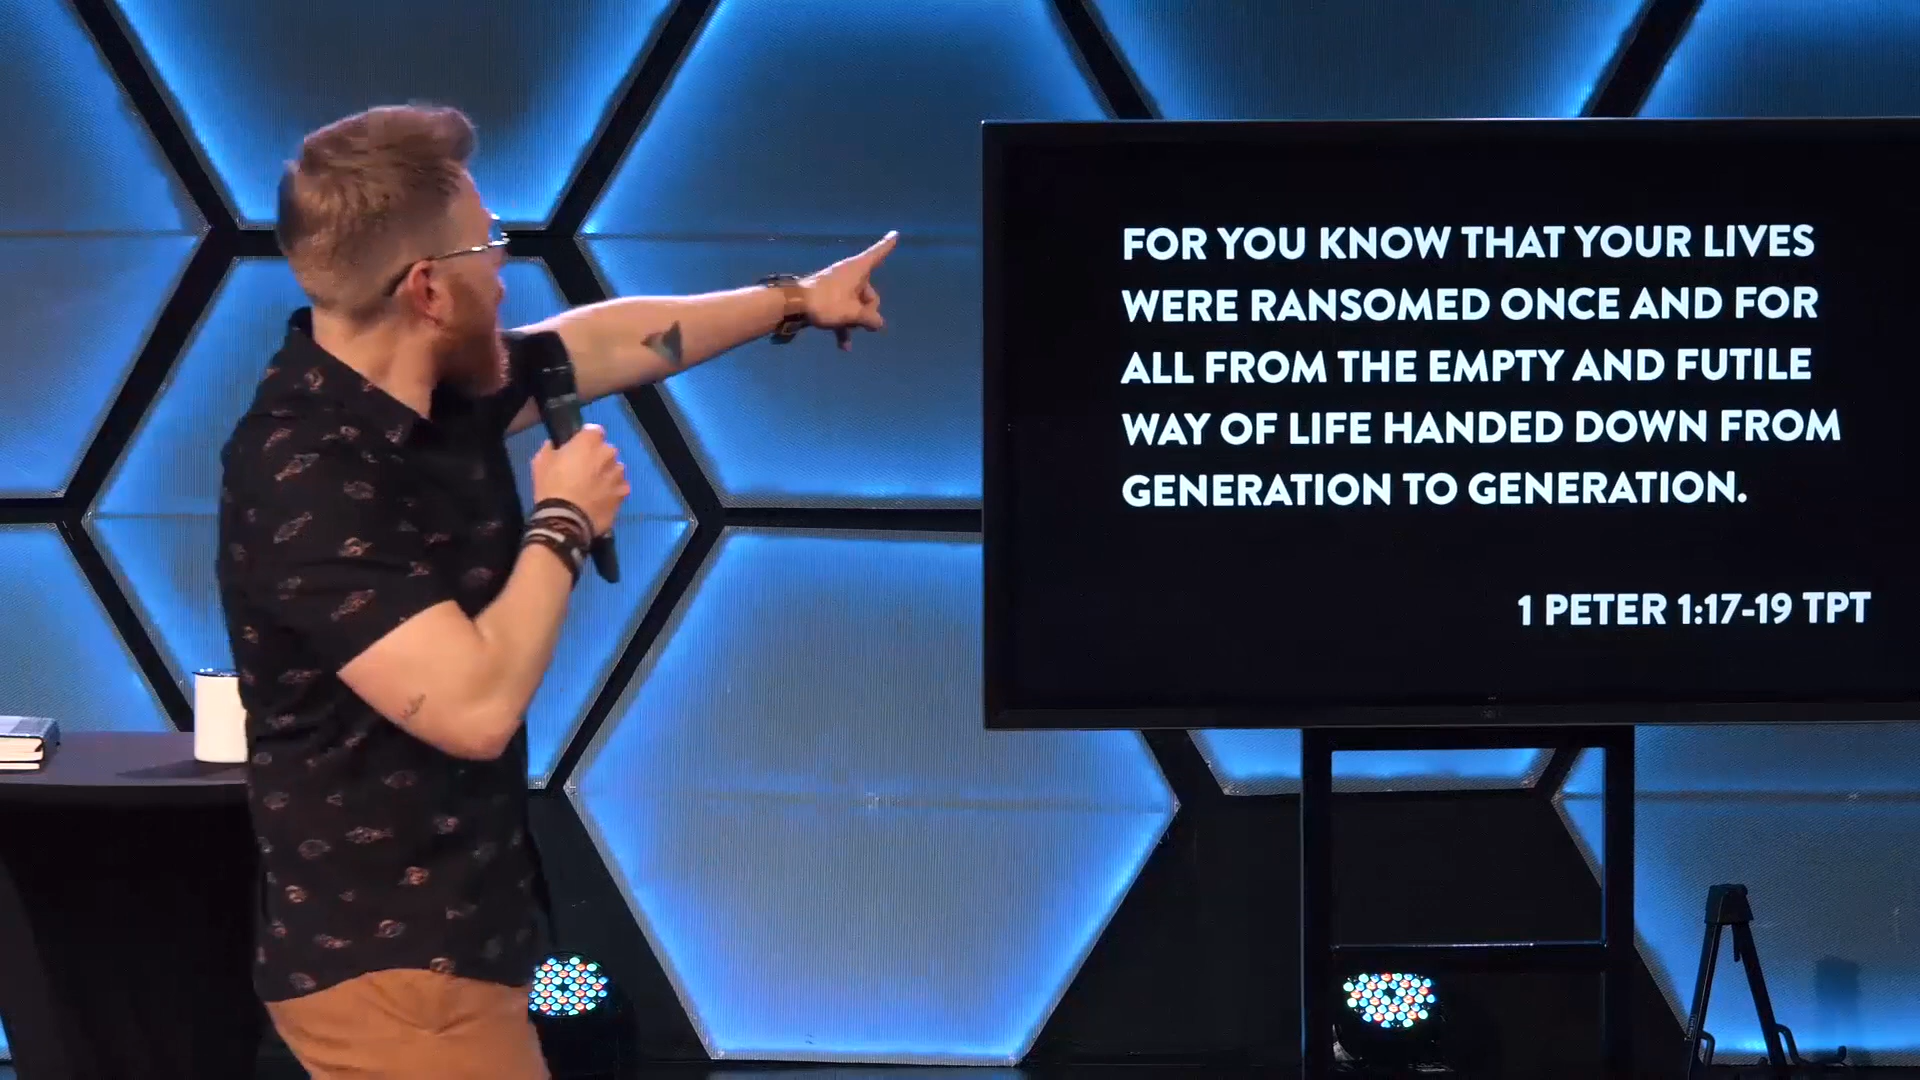 FOR YOU KNOW THAT YOUR LIVES
WERE RANSOMED ONCE AND FOR
ALL FROM THE EMPTY AND FUTILE
WAY OF LIFE HANDED DOWN FROM
GENERATION TO GENERATION.
1 PETER 1:17-19 TPT